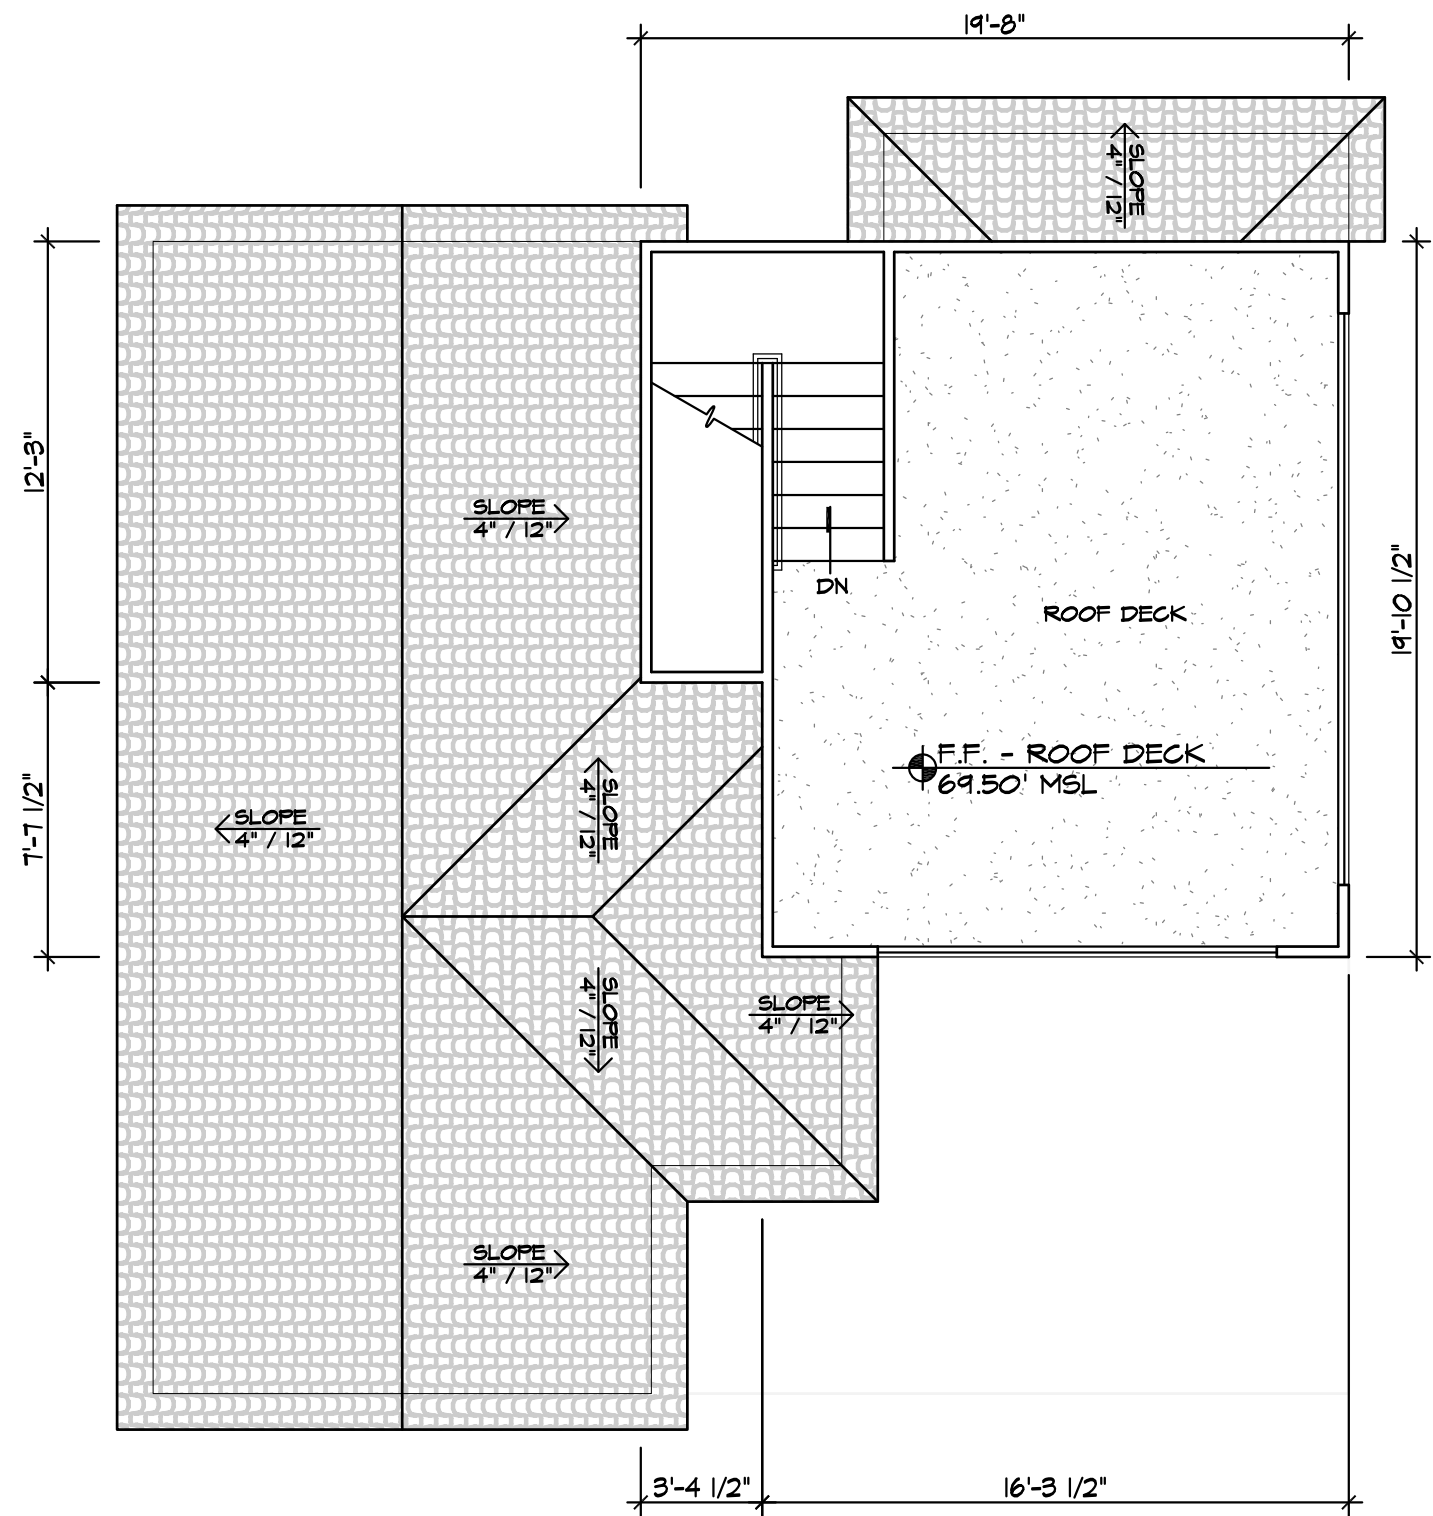 19'-8"
SLOPE
4" / 12"
12'-3"
SLOPE
4" / 12"
DN
ROOF DECK
19'-10 1/2"
F.F. - ROOF DECK
69.50' MSL
7'-7 1/2"
SLOPE
4" / 12"
SLOPE
4" / 12"
SLOPE
4" / 12"
SLOPE
4" / 12"
SLOPE
4" / 12"
3'-4 1/2"
16'-3 1/2"